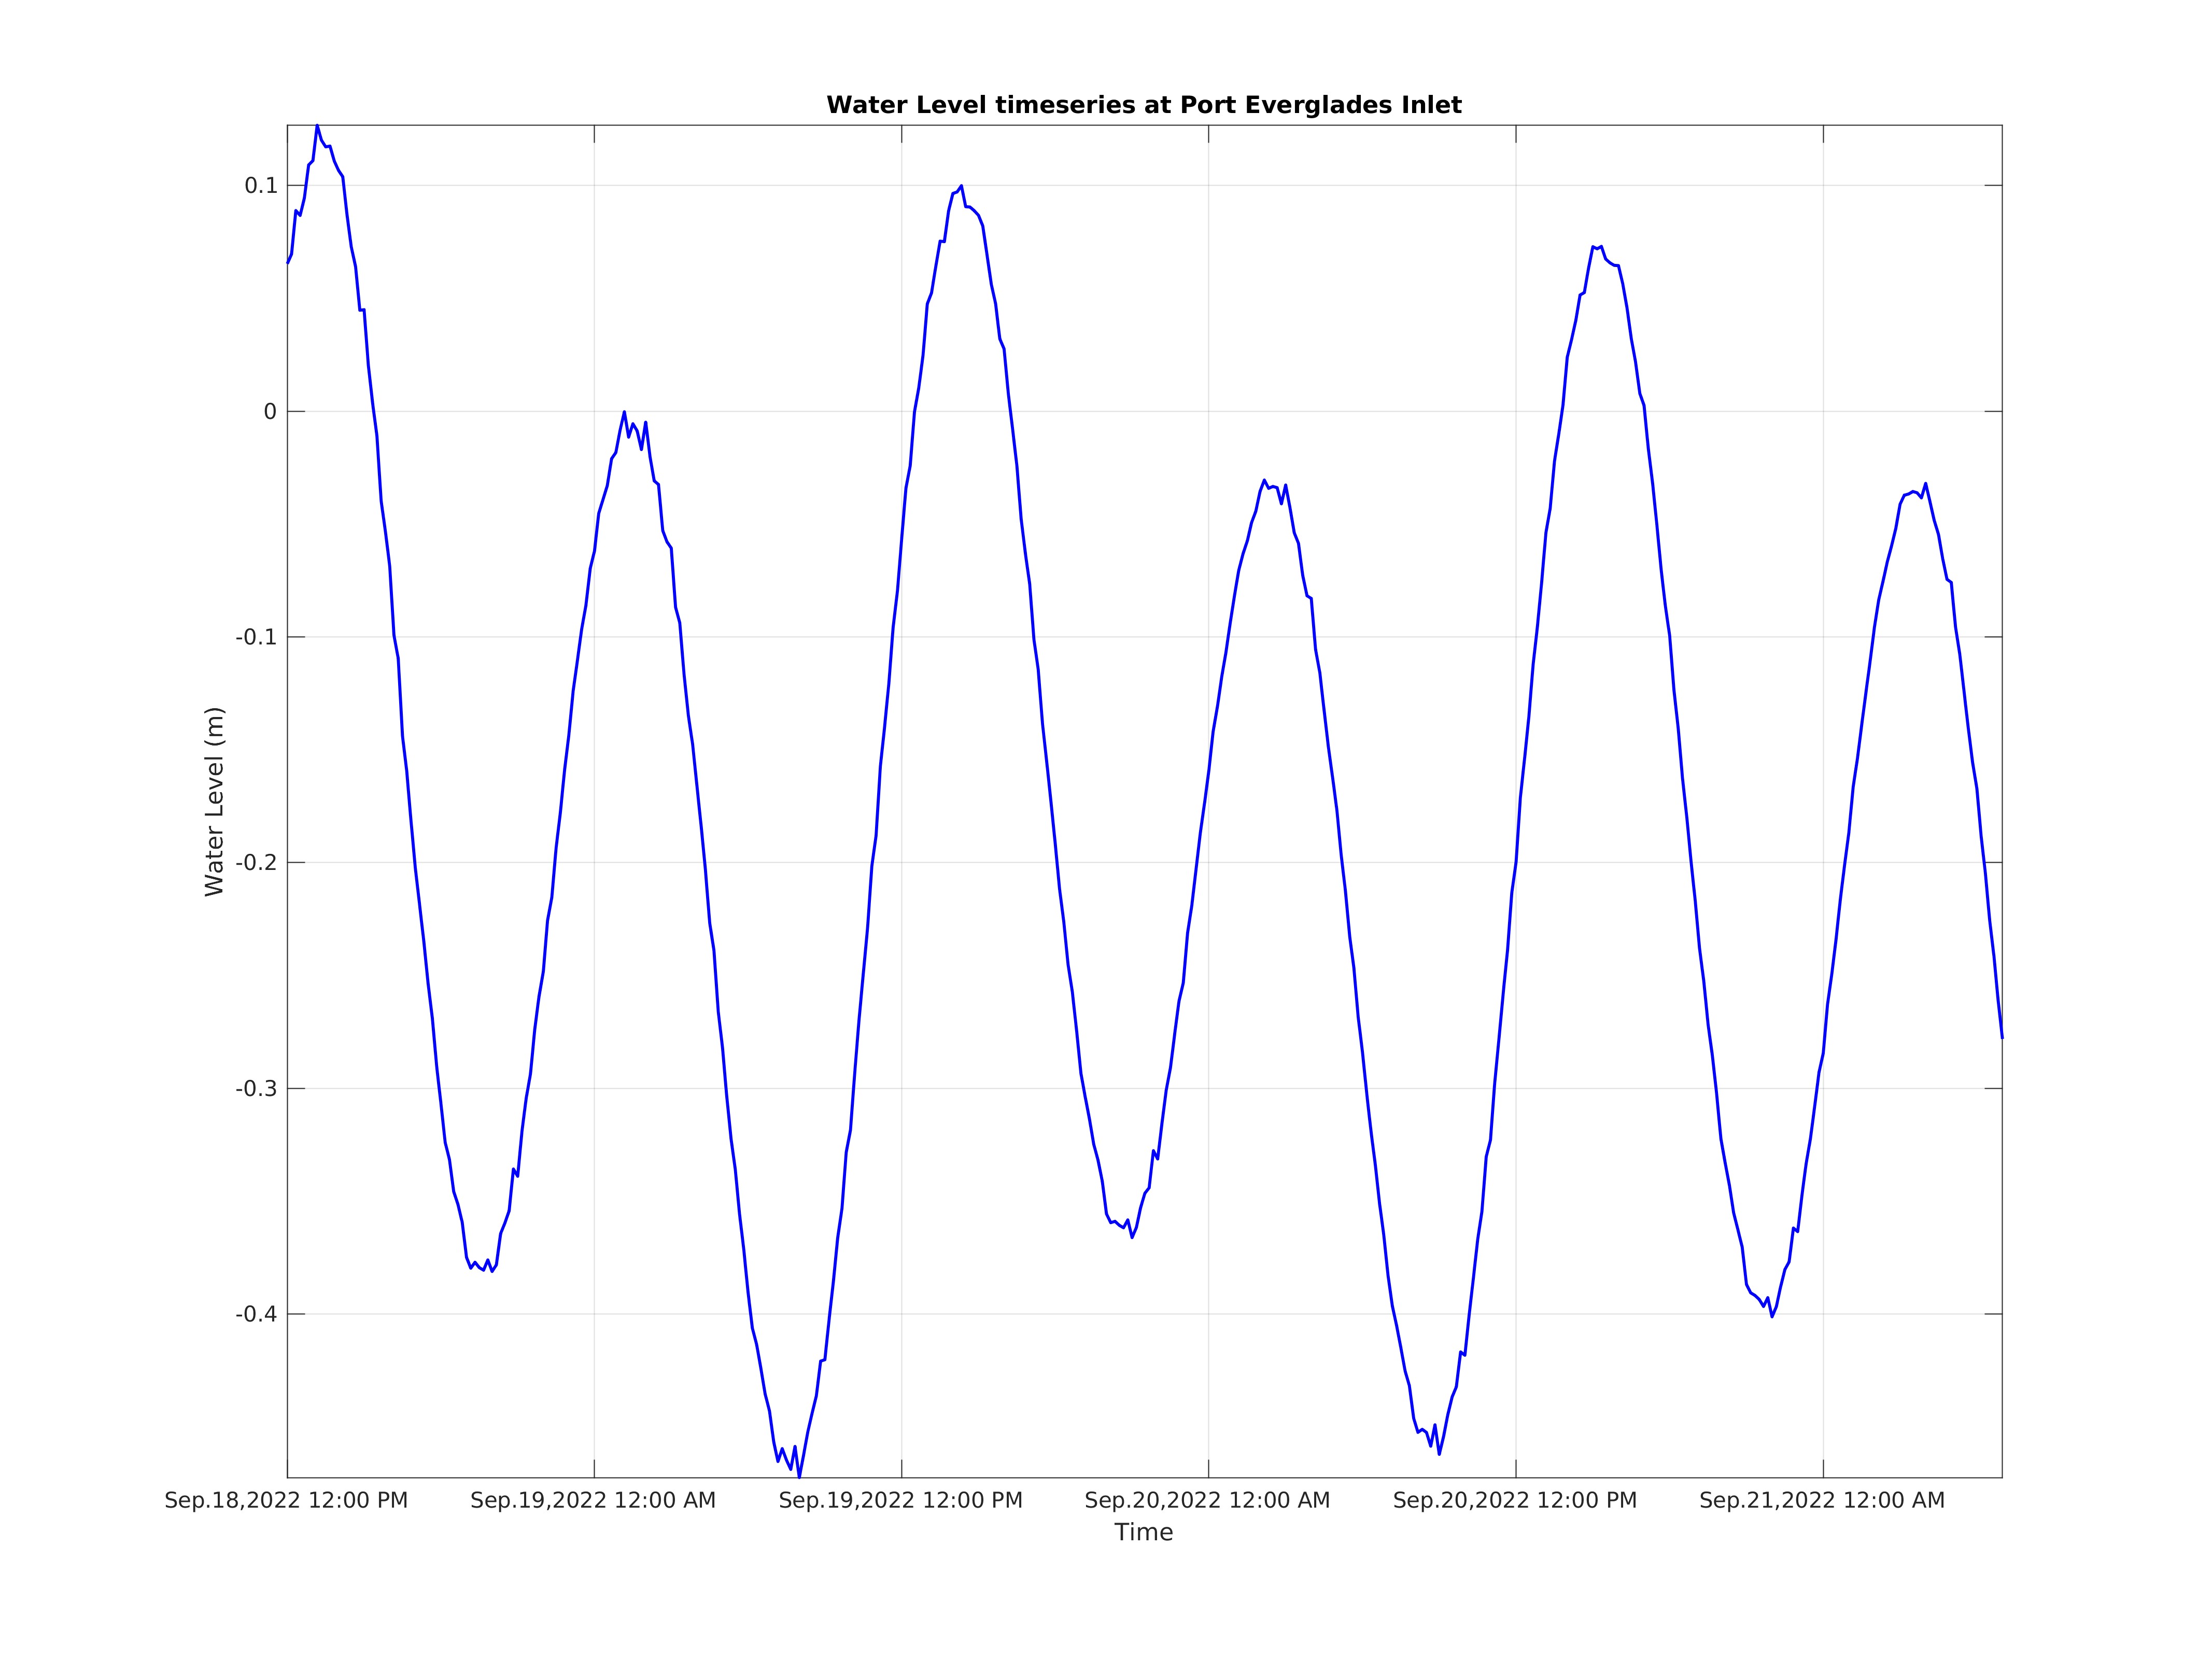 Water Level timeseries at Port Everglades Inlet
0.1
0
-0.1
-0.2
-0.3
-0.4
Water Level (m)
Sep.18,2022 12:00 PM
Sep.19,2022 12:00 AM
Sep.19,2022 12:00 PM
Sep.20,2022 12:00 AM
Sep.20,2022 12:00 PM
Sep.21,2022 12:00 AM
Time